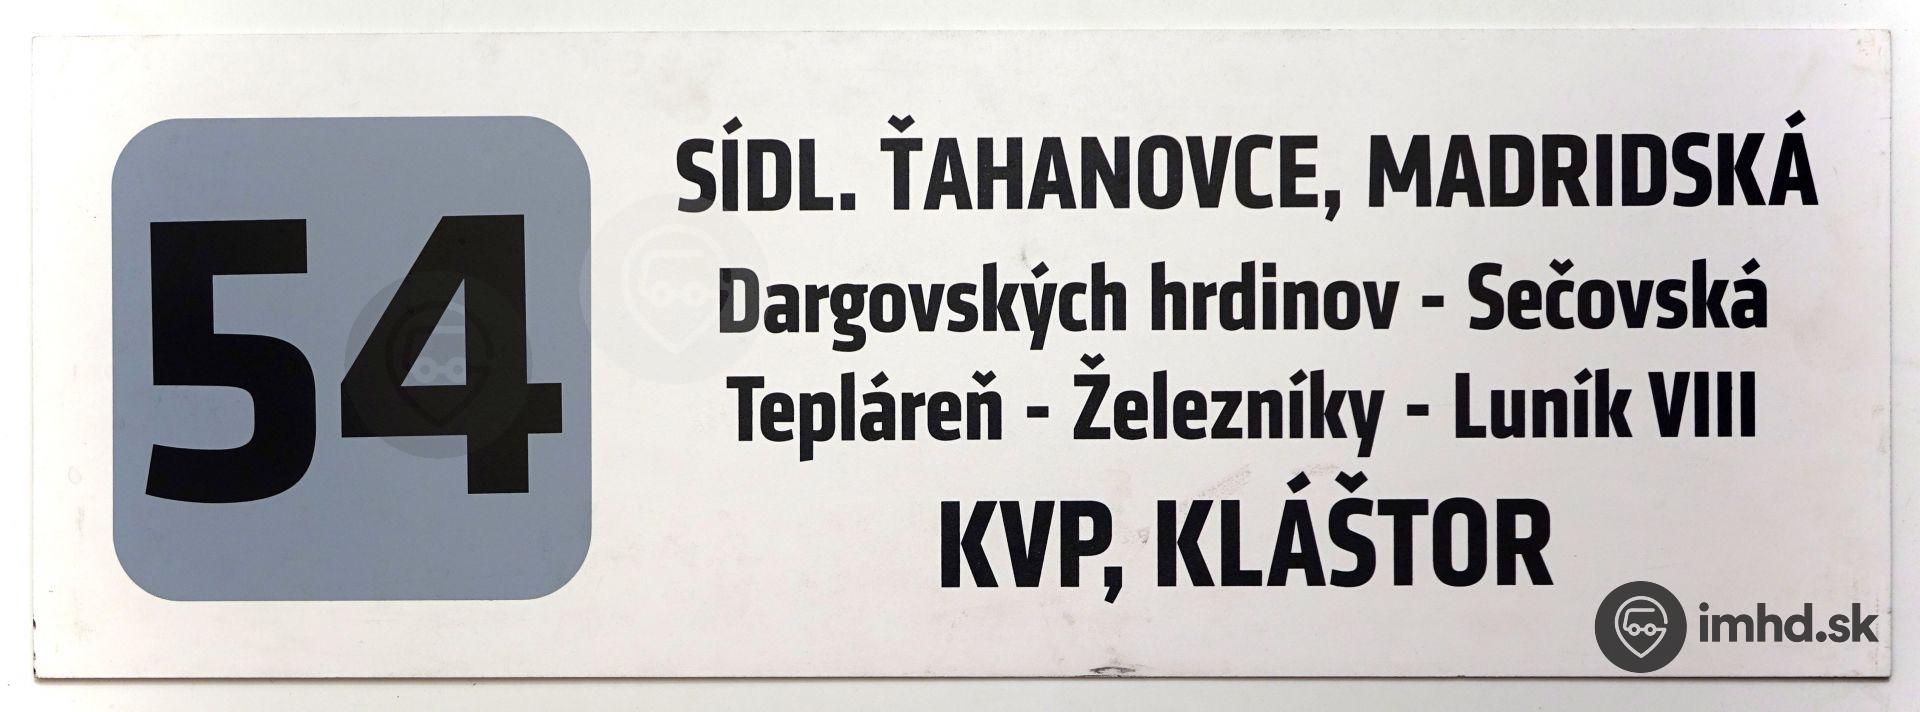 54
SÍDL. ŤAHANOVCE, MADRIDSKÁ
Dargovských hrdinov - Sečovská
Tepláreň - Železníky - Luník VIII
KVP, KLÁŠTOR
imhd.sk